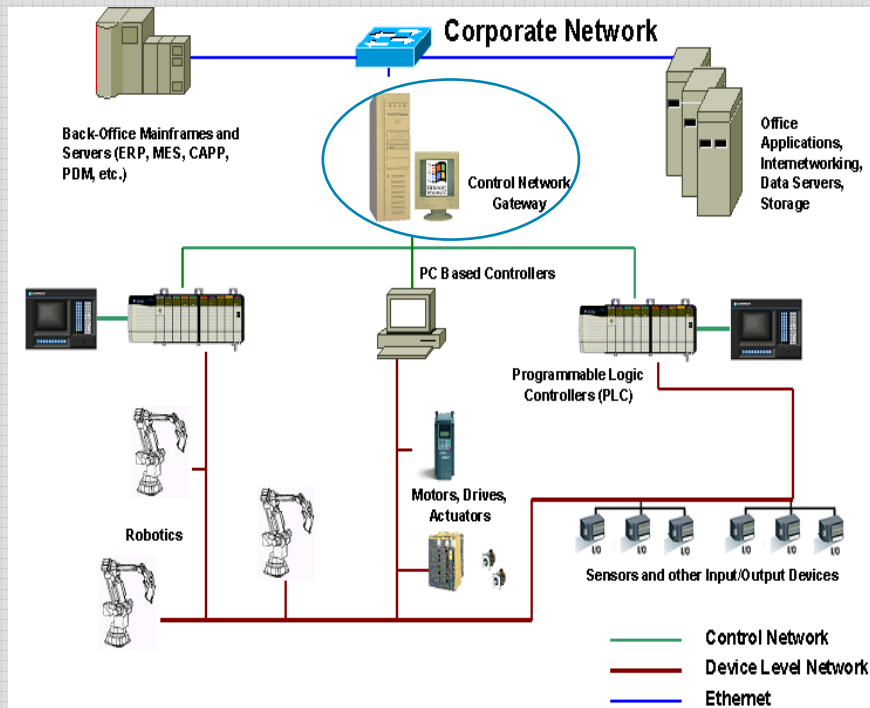 Corporate Network
Back-Office Mainframes and
Servers (ERP, MES, CAPP,
PDM, etc.)
Office
Applications,
Internetworking,
Data Servers,
Storage
Control Network
Gateway
PC Based Controllers
Programmable Logic
Controllers (PLC)
Motors, Drives,
Actuators
Robotics
I/O
I/O
I/O
I/O
I/O
I/O
Sensors and other Input/Output Devices
Control Network
Device Level Network
Ethernet